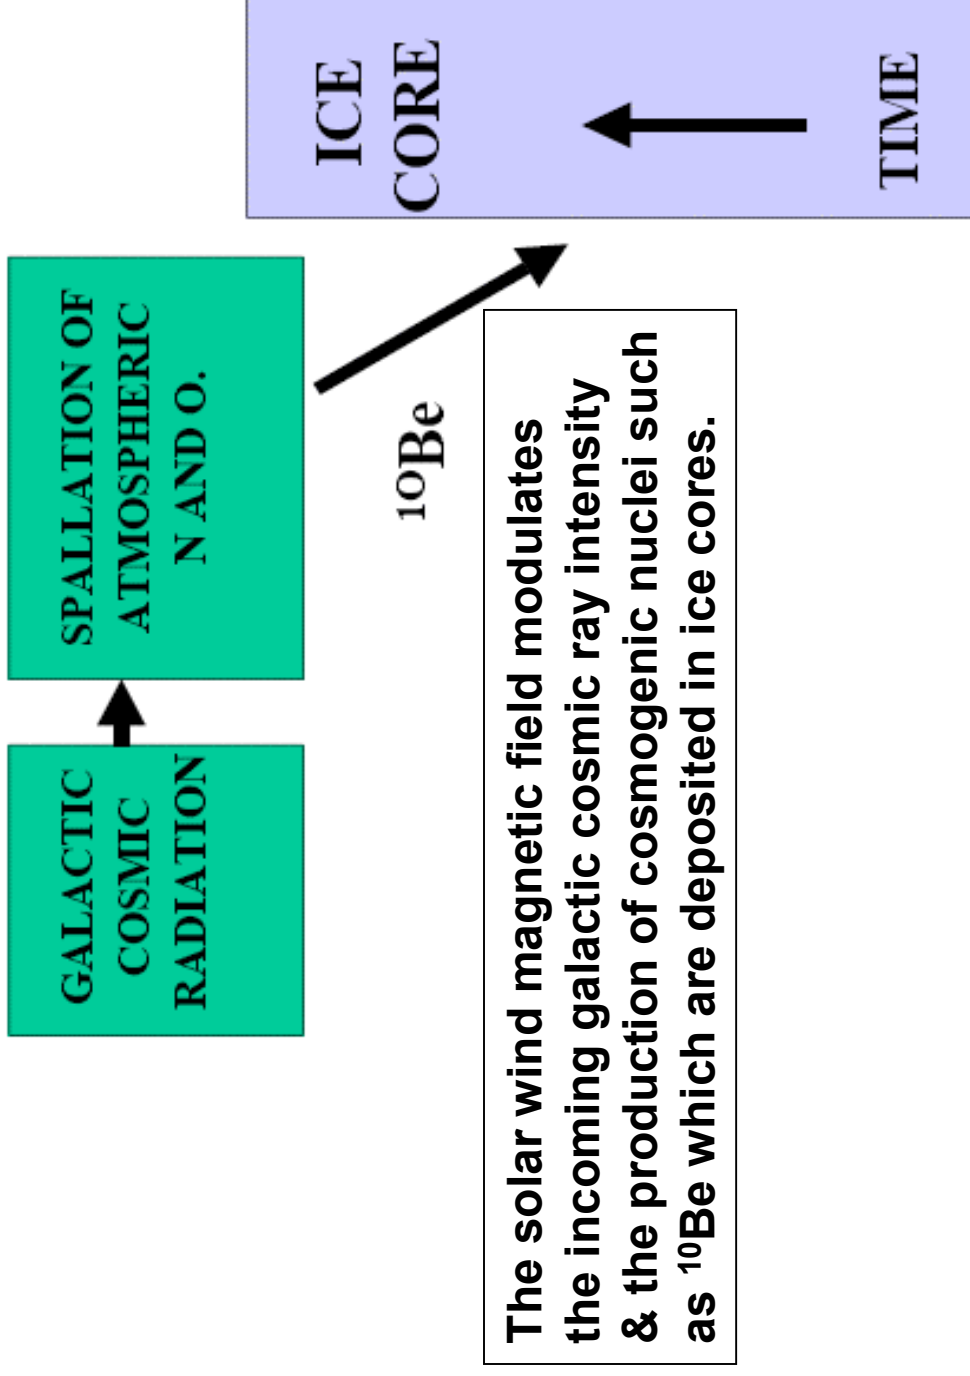 GALACTIC
COSMIC
RADIATION
SPALLATION OF
ATMOSPHERIC
N AND O.
ICE
CORE
¹⁰Be
TIME
The solar wind magnetic field modulates
the incoming galactic cosmic ray intensity
& the production of cosmogenic nuclei such
as ¹⁰Be which are deposited in ice cores.